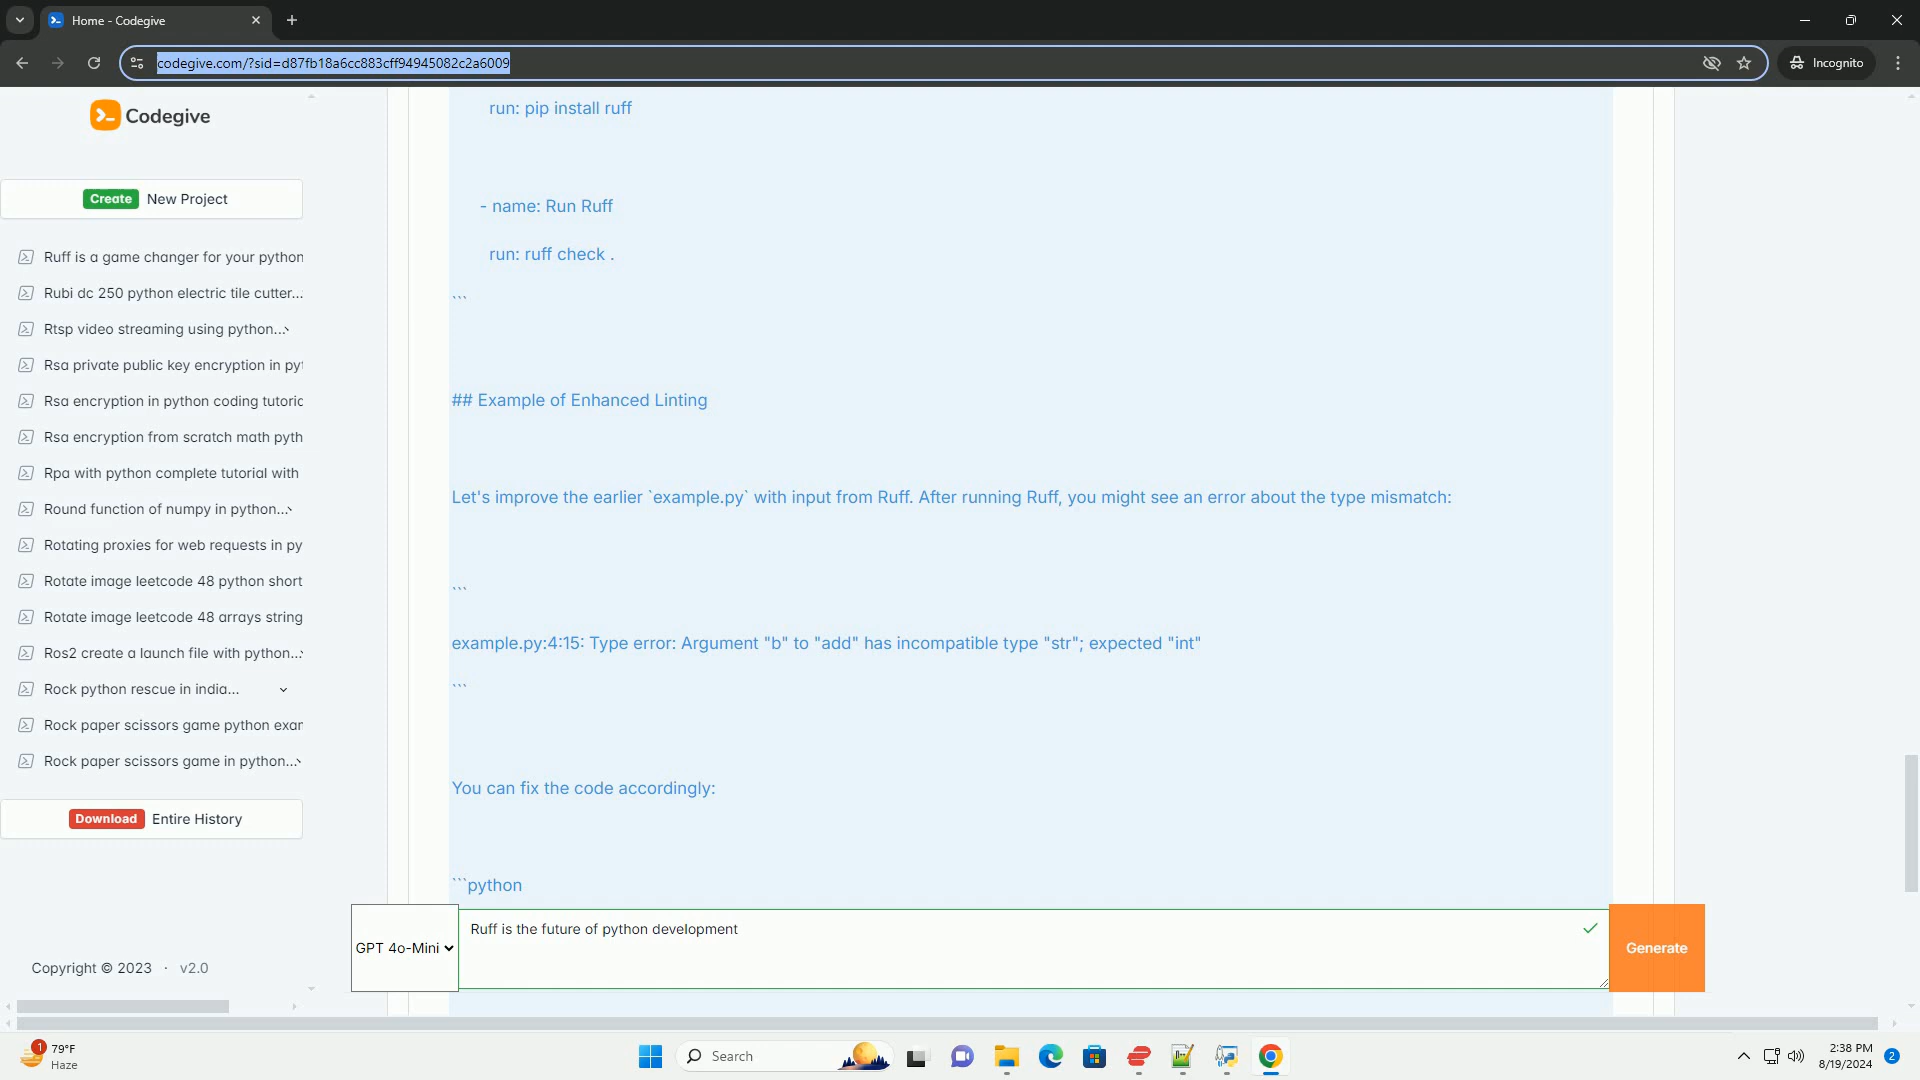 Home - Codegive
codegive.com/?sid=d87fb18a6cc883cff94945082c2a6009
Incognito
Codegive
Create New Project
Ruff is a game changer for your python
Rubi dc 250 python electric tile cutter...
Rtsp video streaming using python...
Rsa private public key encryption in pyt
Rsa encryption in python coding tutoria
Rsa encryption from scratch math pyth
Rpa with python complete tutorial with
Round function of numpy in python...
Rotating proxies for web requests in py
Rotate image leetcode 48 python short
Rotate image leetcode 48 arrays string
Ros2 create a launch file with python...
Rock python rescue in india...
Rock paper scissors game python exam
Rock paper scissors game in python...
Download Entire History
Copyright © 2023 · v2.0
run: pip install ruff
- name: Run Ruff
run: ruff check .
```
## Example of Enhanced Linting
Let's improve the earlier `example.py` with input from Ruff. After running Ruff, you might see an error about the type mismatch:
```
example.py:4:15: Type error: Argument "b" to "add" has incompatible type "str"; expected "int"
```
You can fix the code accordingly:
```python
GPT 4o-Mini
Ruff is the future of python development
Generate
1
79°F
Haze
Search
2:38 PM
8/19/2024
2